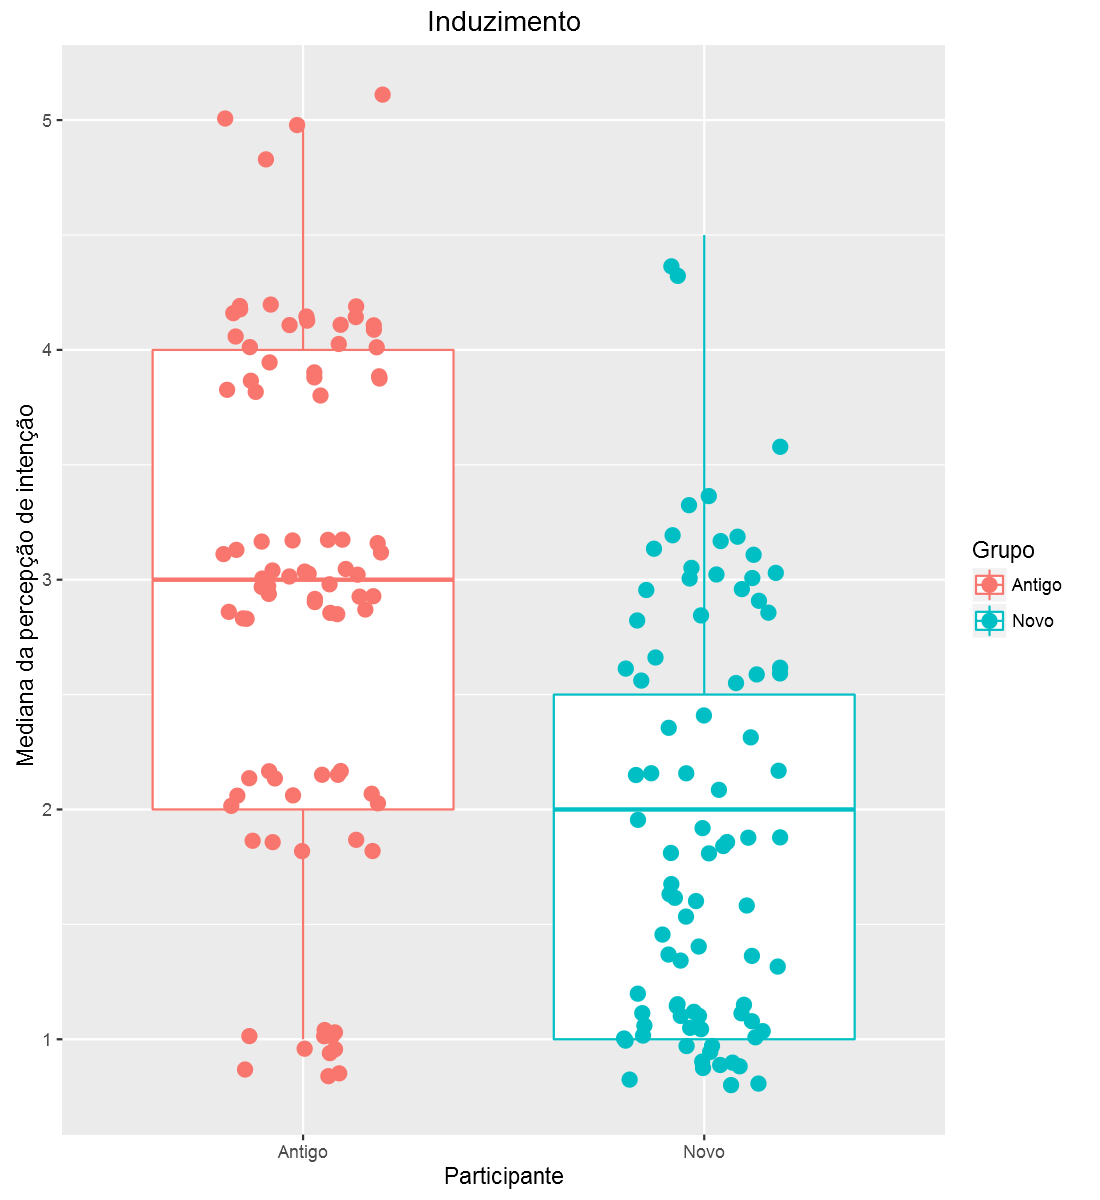 Induzimento
Mediana da percepção de intenção
5
4
3
2
1
Antigo
Novo
Participante
Grupo
Antigo
Novo